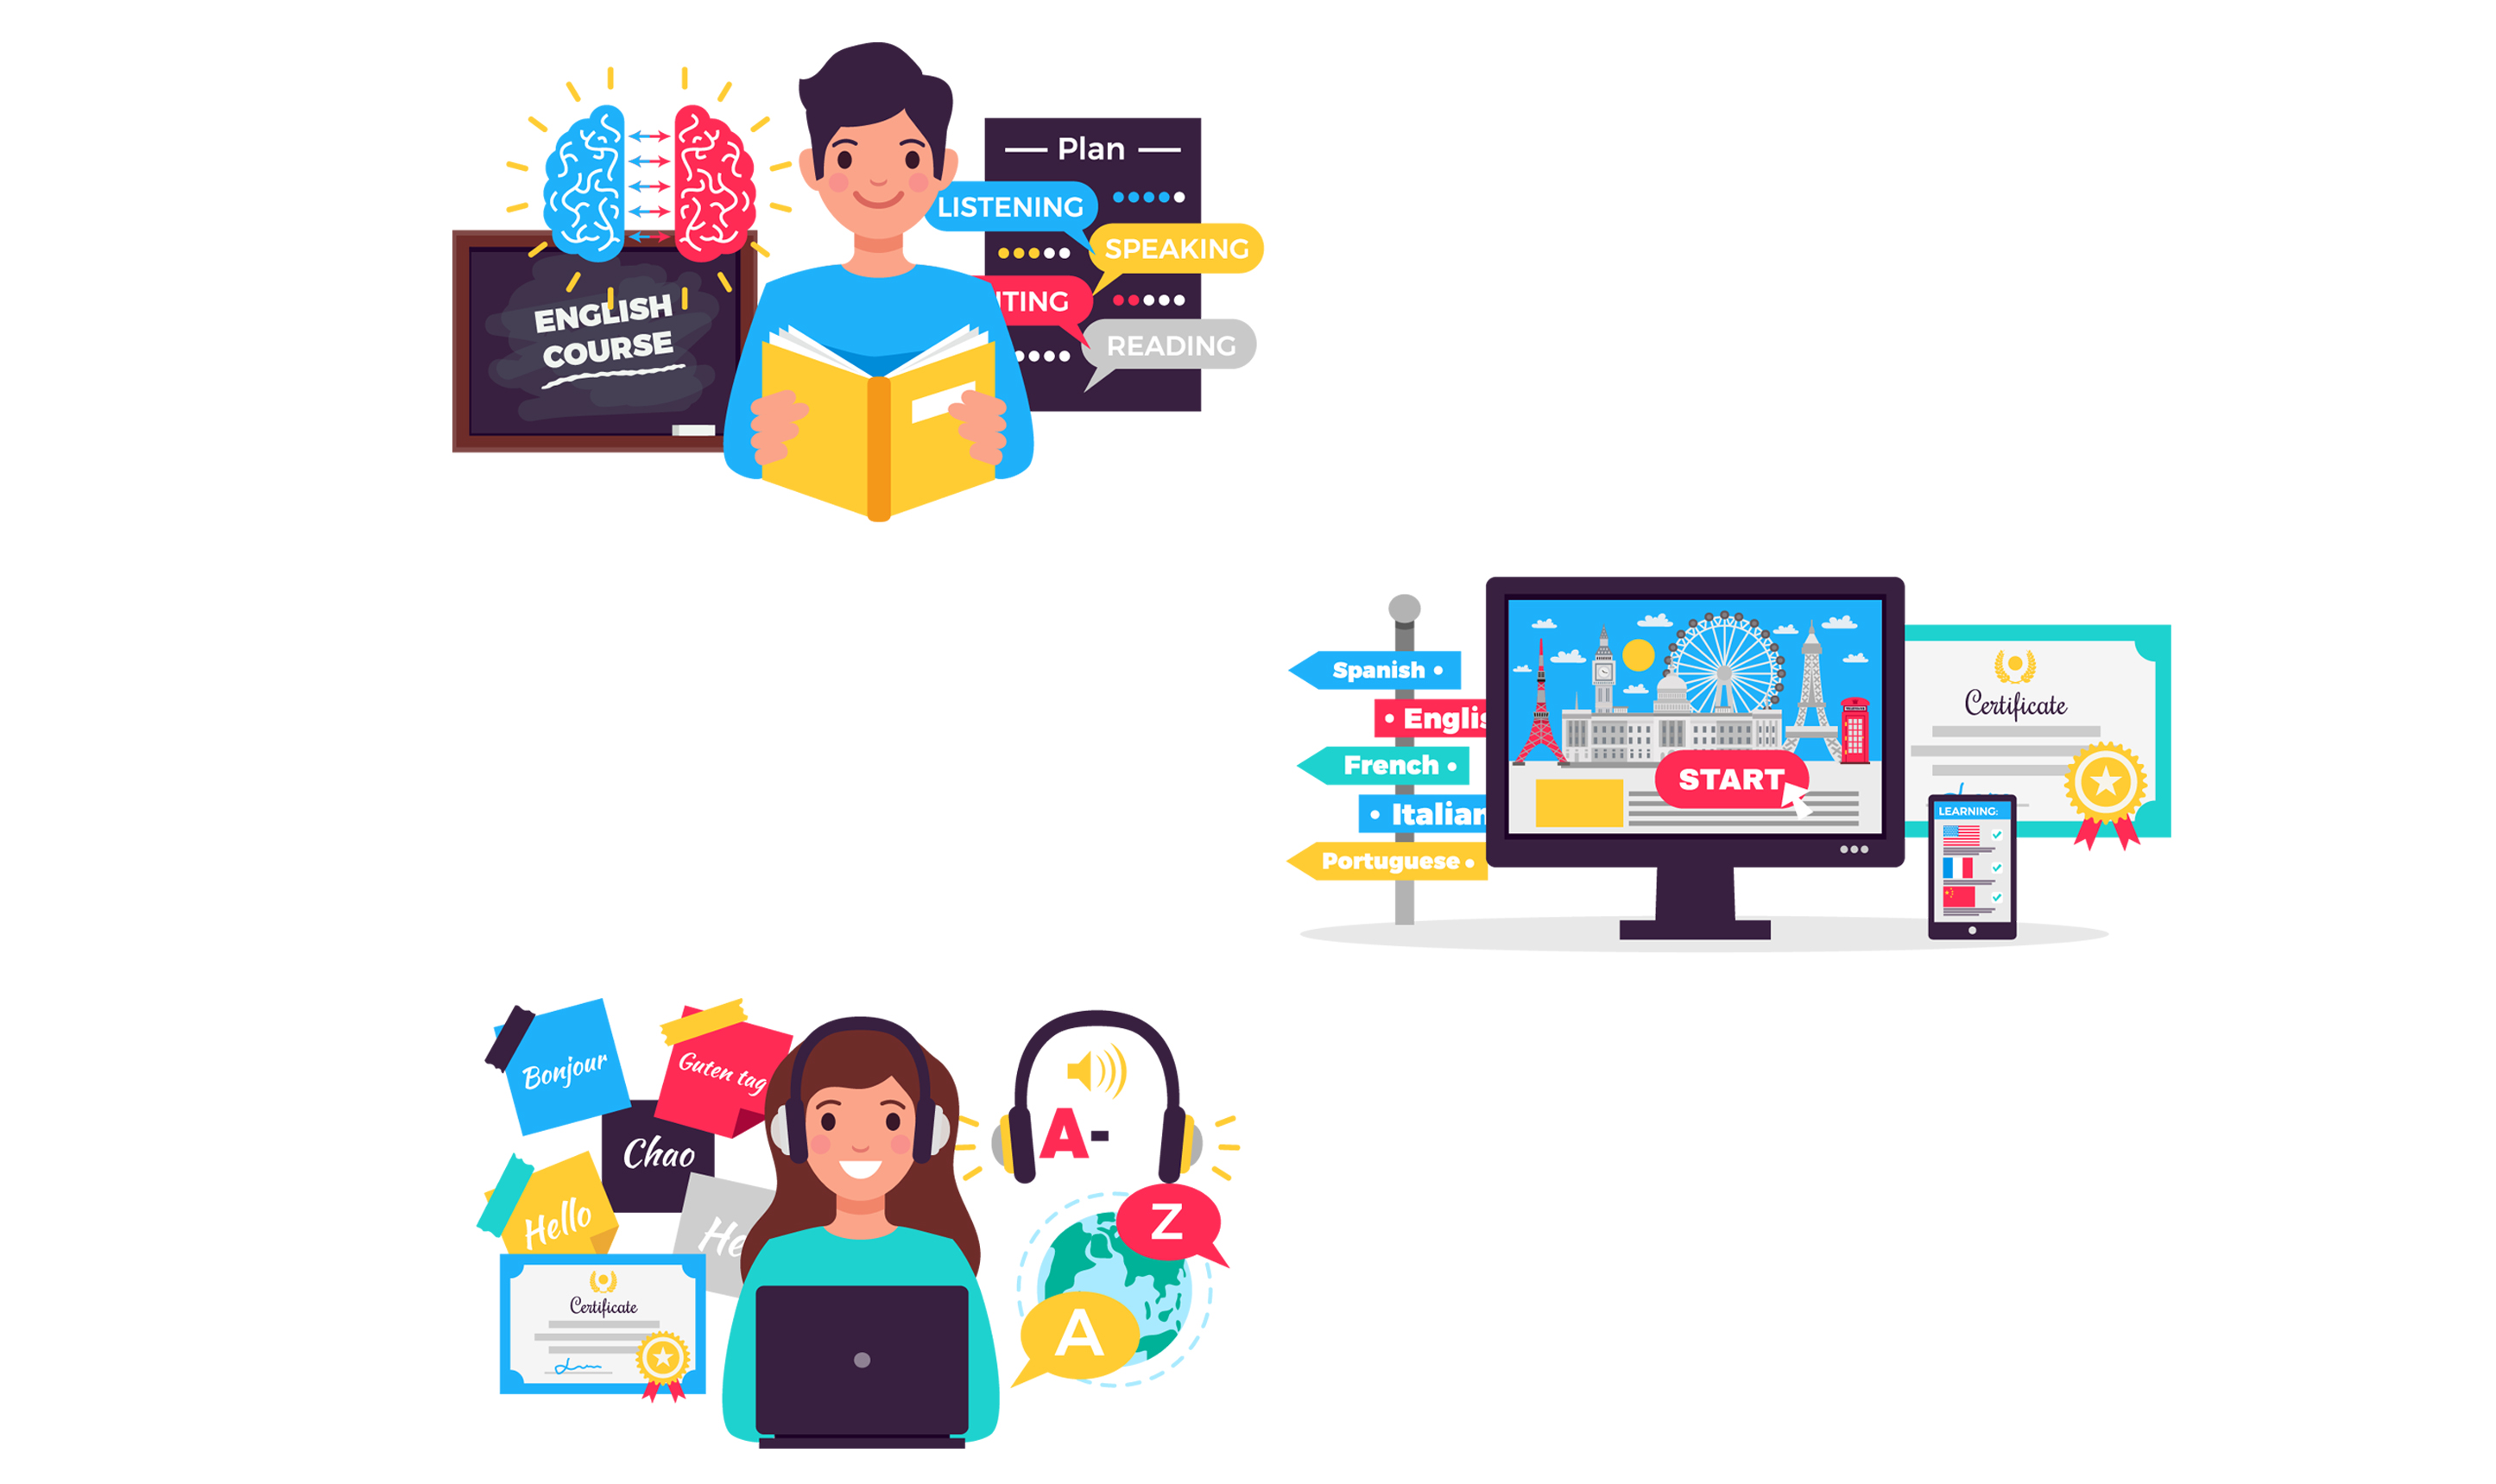 Plan
LISTENING
SPEAKING
ITING
READING
ENGLISH
COURSE
Spanish
Englis
French
Italian
Portuguese
START
Certificate
LEARNING:
Bonjour
Guten tag
Chao
Hello
He
Certificate
A-
Z
A